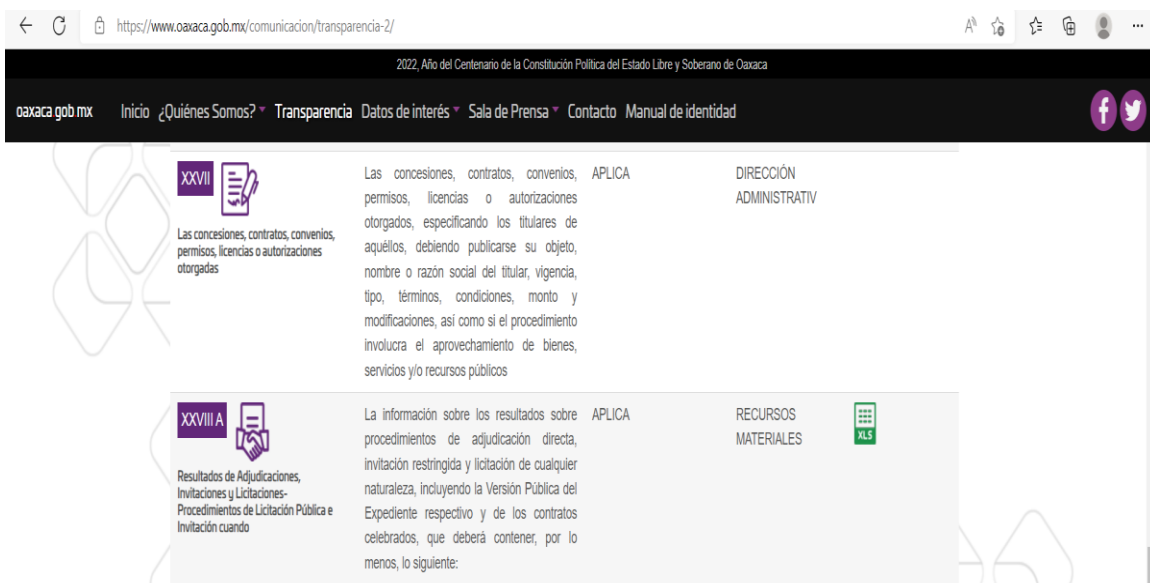 https://www.oaxaca.gob.mx/comunicacion/transparencia-2/
2022, Año del Centenario de la Constitución Política del Estado Libre y Soberano de Oaxaca
oaxaca gob mx Inicio ¿Quiénes Somos? Transparencia Datos de interés Sala de Prensa Contacto Manual de identidad
XXVII
Las concesiones, contratos, convenios,
permisos, licencias o autorizaciones
otorgadas
Las concesiones, contratos, convenios,
permisos, licencias o autorizaciones
otorgados, especificando los titulares de
aquéllos, debiendo publicarse su objeto,
nombre o razón social del titular, vigencia,
tipo, términos, condiciones, monto y
modificaciones, así como si el procedimiento
involucra el aprovechamiento de bienes,
servicios y/o recursos públicos
APLICA
DIRECCIÓN
ADMINISTRATIV
XXVIII A
Resultados de Adjudicaciones,
Invitaciones y Licitaciones-
Procedimientos de Licitación Pública e
Invitación cuando
La información sobre los resultados sobre
procedimientos de adjudicación directa,
invitación restringida y licitación de cualquier
naturaleza, incluyendo la Versión Pública del
Expediente respectivo y de los contratos
celebrados, que deberá contener, por lo
menos, lo siguiente:
APLICA
RECURSOS
MATERIALES
XLS